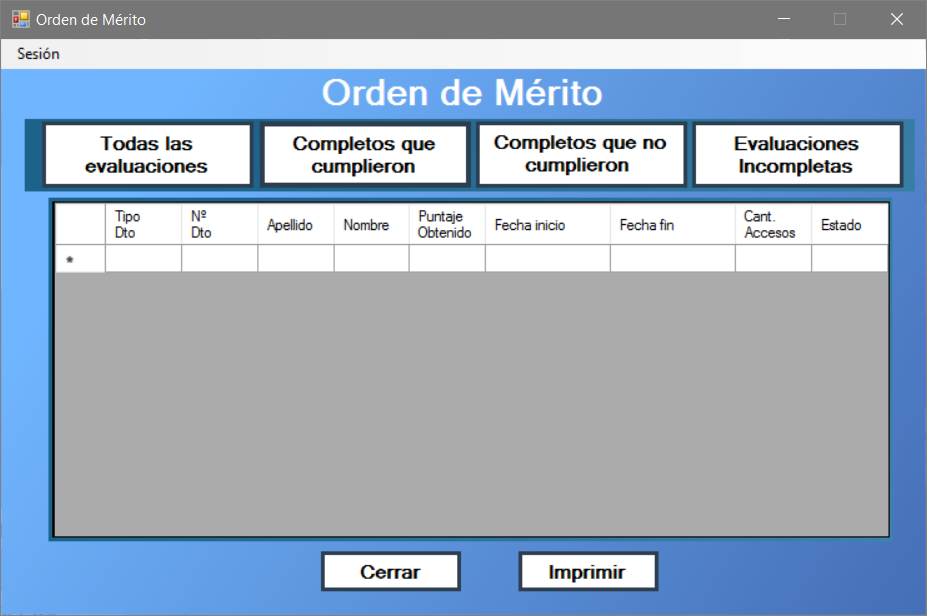 Orden de Mérito
Sesión
Orden de Mérito
Todas las
evaluaciones
Completos que
cumplieron
Completos que no
cumplieron
Evaluaciones
Incompletas
Tipo
Dto
Nº
Dto
Apellido
Nombre
Puntaje
Obtenido
Fecha inicio
Fecha fin
Cant.
Accesos
Estado
*
Cerrar
Imprimir